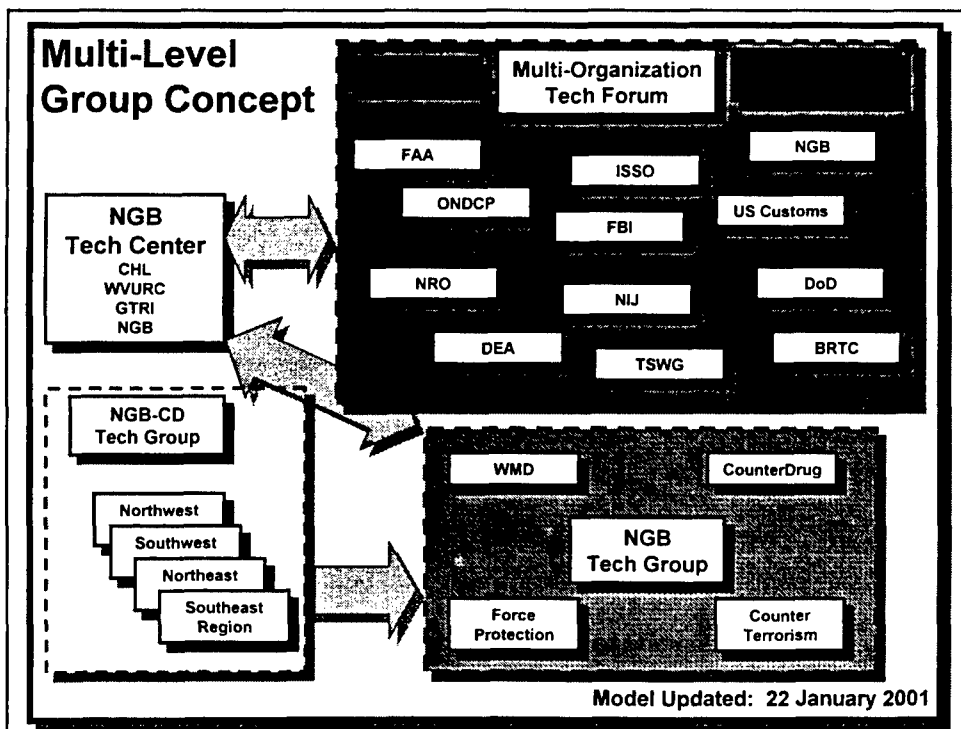 Multi-Level
Group Concept
Multi-Organization
Tech Forum
FAA
ISSO
NGB
ONDCP
FBI
US Customs
NRO
NIJ
DoD
DEA
TSWG
BRTC
NGB
Tech Center
CHL
WVURC
GTRI
NGB
NGB-CD
Tech Group
Northwest
Southwest
Northeast
Southeast
Region
WMD
CounterDrug
NGB
Tech Group
Force
Protection
Counter
Terrorism
Model Updated: 22 January 2001